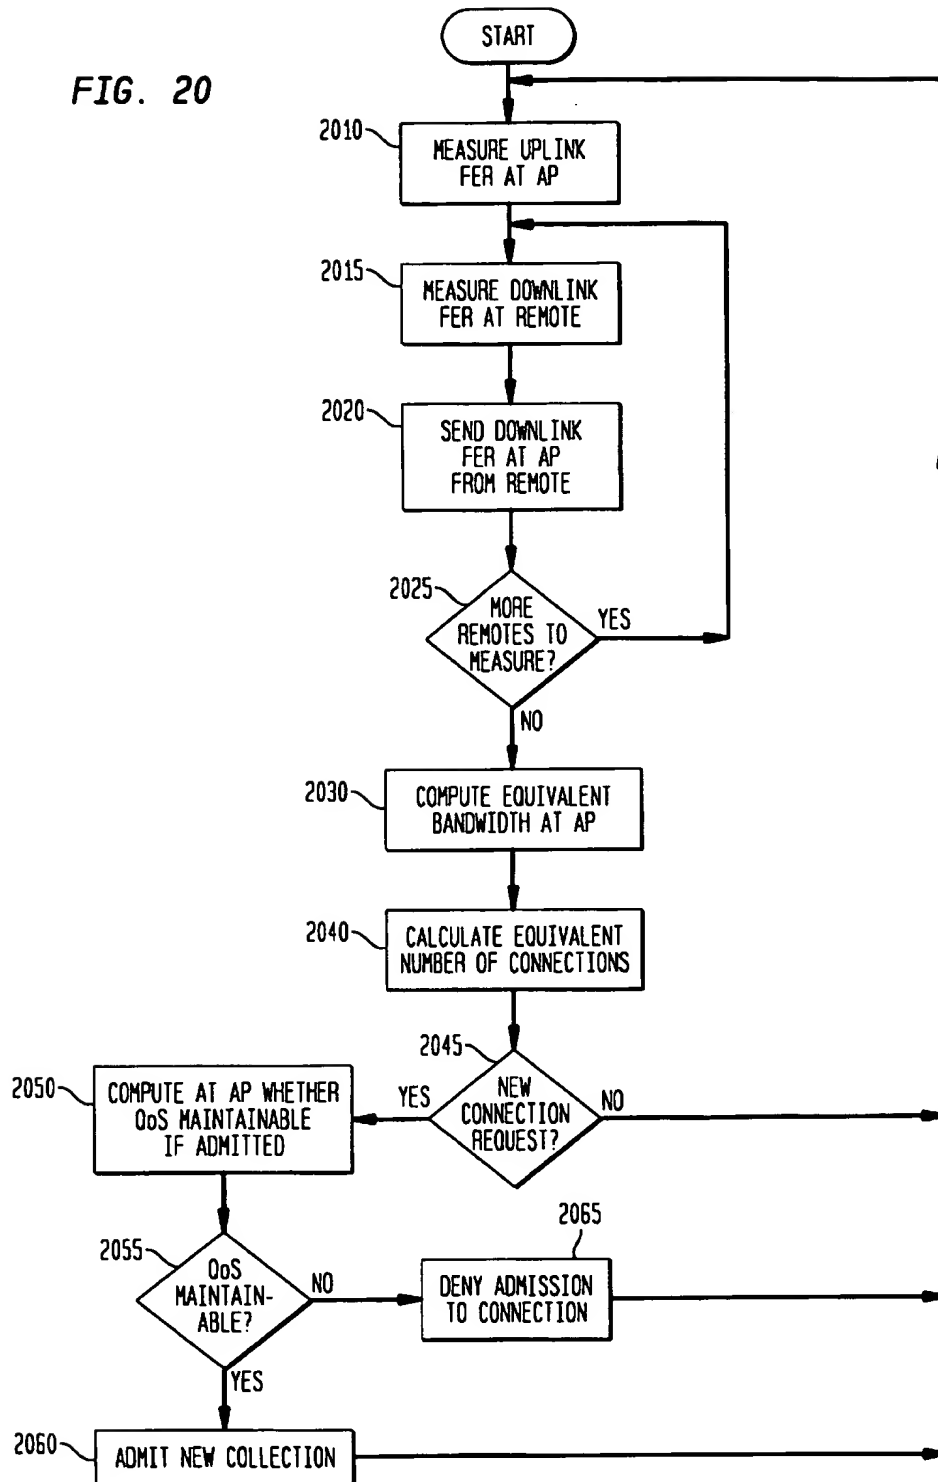 START
FIG. 20
2010
MEASURE UPLINK
FER AT AP
2015
MEASURE DOWNLINK
FER AT REMOTE
2020
SEND DOWNLINK
FER AT AP
FROM REMOTE
2025
MORE
REMOTES TO
MEASURE?
YES
NO
2030
COMPUTE EQUIVALENT
BANDWIDTH AT AP
2040
CALCULATE EQUIVALENT
NUMBER OF CONNECTIONS
2045
NEW
CONNECTION
REQUEST?
YES
NO
2050
COMPUTE AT AP WHETHER
QoS MAINTAINABLE
IF ADMITTED
2055
QoS
MAINTAIN-
ABLE?
NO
2065
DENY ADMISSION
TO CONNECTION
YES
2060
ADMIT NEW COLLECTION